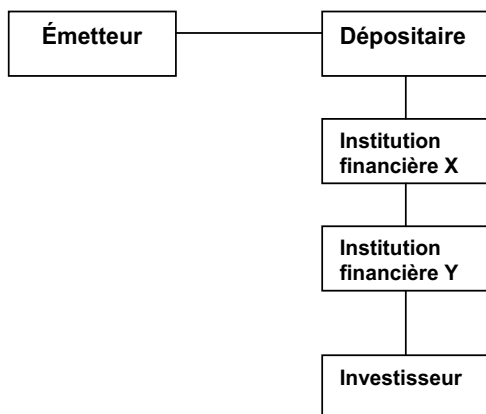 Émetteur
Dépositaire
Institution
financière X
Institution
financière Y
Investisseur